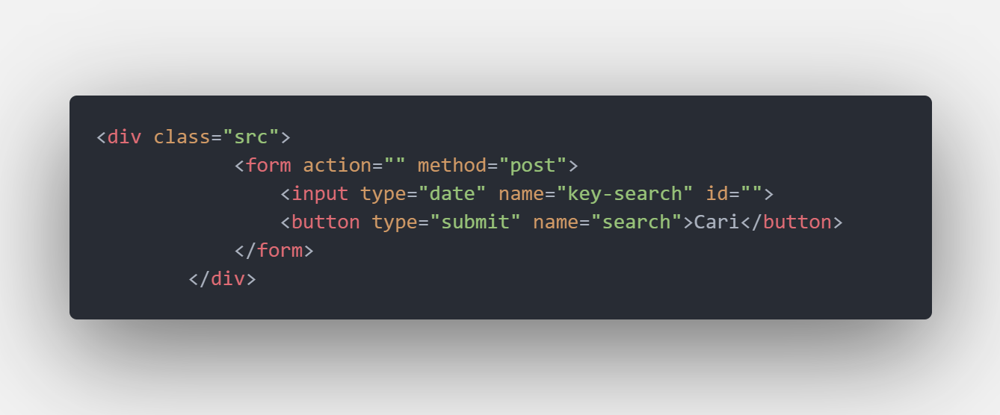 <div class="src">
<form action="" method="post">
<input type="date" name="key-search" id="">
<button type="submit" name="search">Cari</button>
</form>
</div>